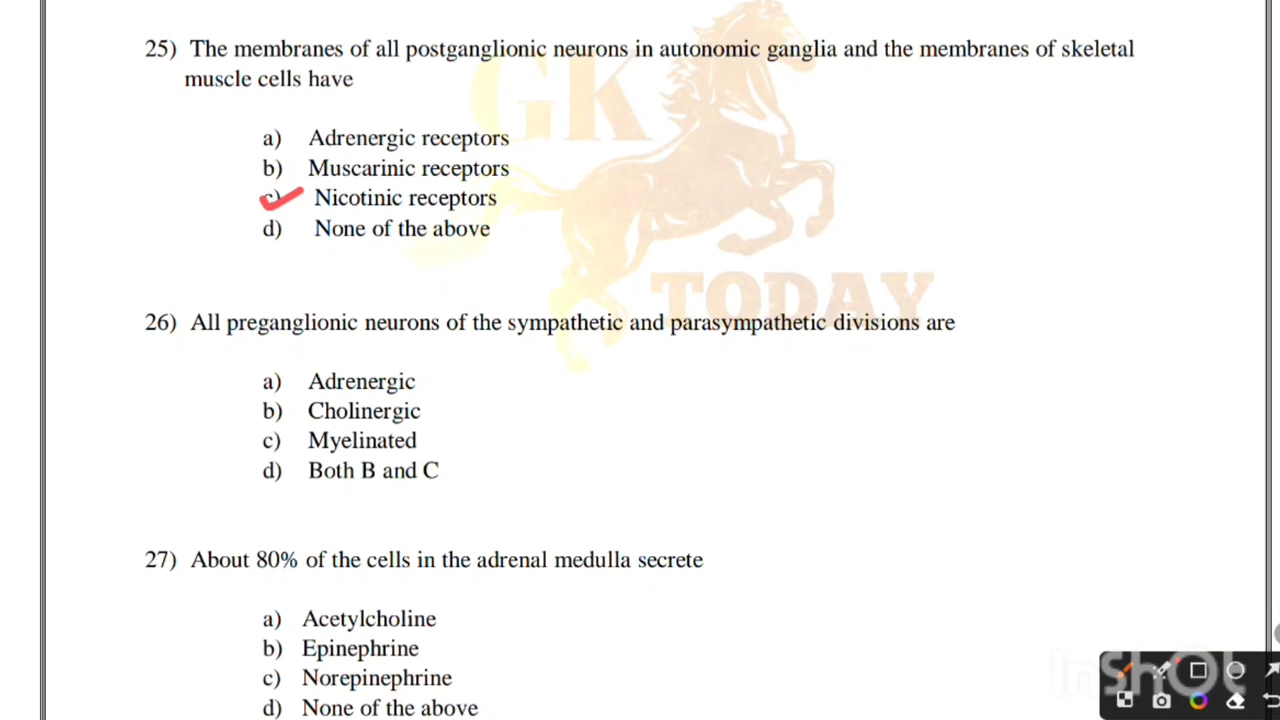 25) The membranes of all postganglionic neurons in autonomic ganglia and the membranes of skeletal
muscle cells have
a) Adrenergic receptors
b) Muscarinic receptors
c) Nicotinic receptors
d) None of the above
GK
TODAY
26) All preganglionic neurons of the sympathetic and parasympathetic divisions are
a) Adrenergic
b) Cholinergic
c) Myelinated
d) Both B and C
27) About 80% of the cells in the adrenal medulla secrete
a) Acetylcholine
b) Epinephrine
c) Norepinephrine
d) None of the above
InShOt